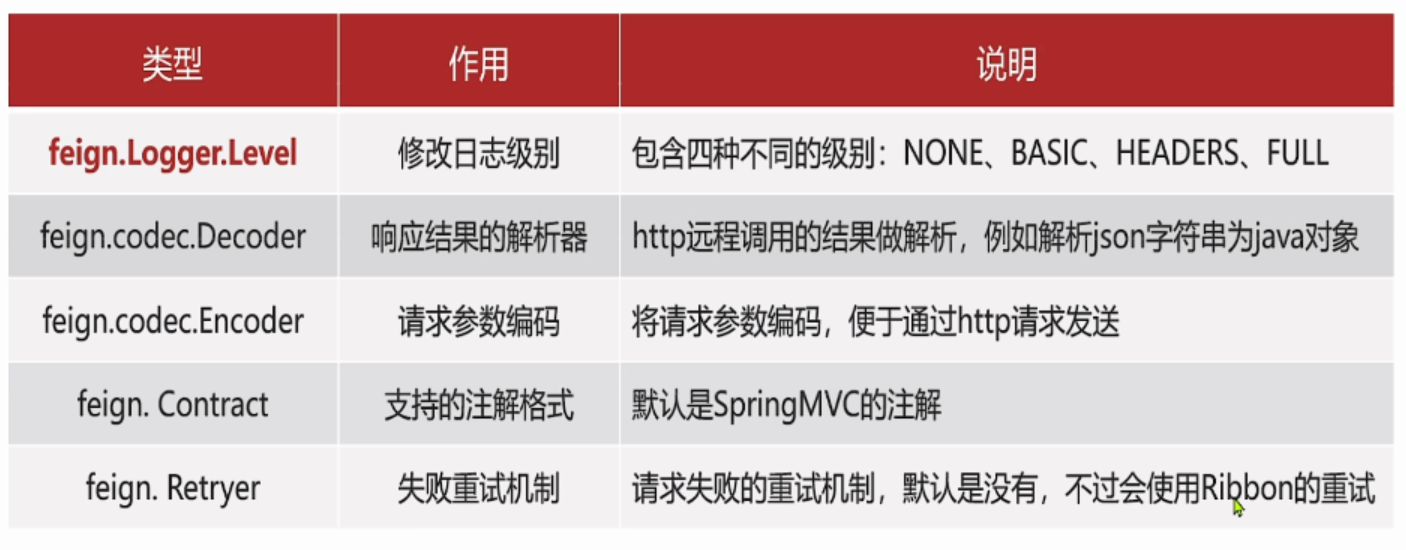 类型 作用 说明
feign.Logger.Level 修改日志级别 包含四种不同的级别：NONE、BASIC、HEADERS、FULL
feign.codec.Decoder 响应结果的解析器 http远程调用的结果做解析，例如解析json字符串为java对象
feign.codec.Encoder 请求参数编码 将请求参数编码，便于通过http请求发送
feign. Contract 支持的注解格式 默认是SpringMVC的注解
feign. Retryer 失败重试机制 请求失败的重试机制，默认是没有，不过会使用Ribbon的重试